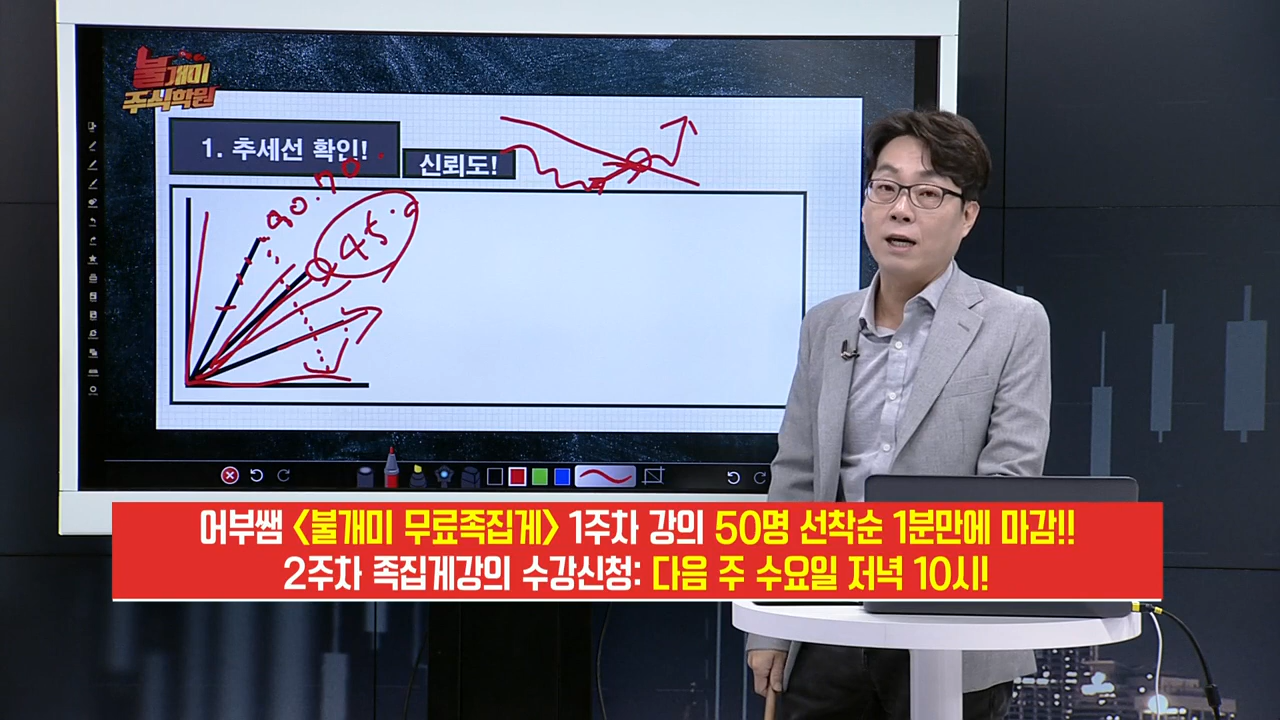 불개미
주식학원
1. 추세선 확인!
신뢰도!
90.70
45.a
어부쌤 <불개미 무료족집게> 1주차 강의 50명 선착순 1분만에 마감!!
2주차 족집게강의 수강신청: 다음 주 수요일 저녁 10시!